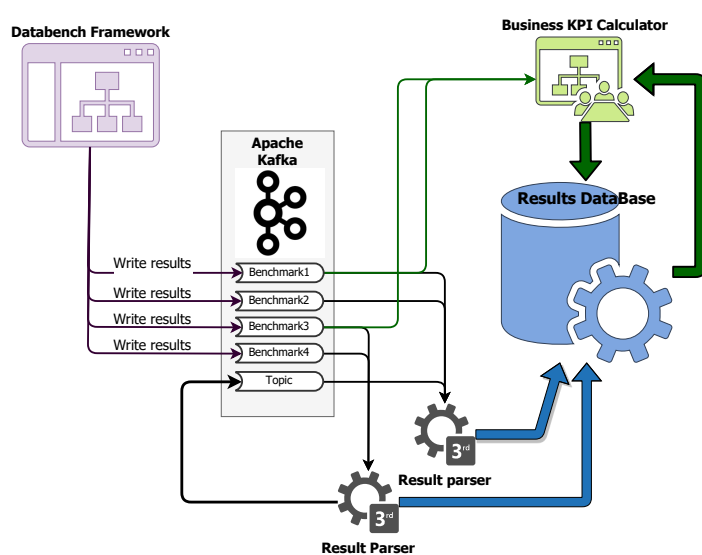 Business KPI Calculator
Databench Framework
Apache
Kafka
Results DataBase
Write results
Benchmark1
Write results
Benchmark2
Write results
Benchmark3
Write results
Benchmark4
Topic
3rd
Result parser
3rd
Result Parser